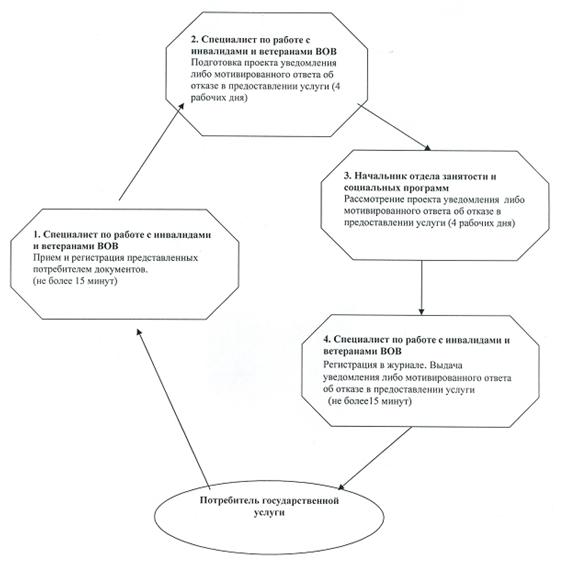 2. Специалист по работе с
инвалидами и ветеранами ВОВ
Подготовка проекта уведомления
либо мотивированного ответа об
отказе в предоставлении услуги (4
рабочих дня)
3. Начальник отдела занятости и
социальных программ
Рассмотрение проекта уведомления либо
мотивированного ответа об отказе в
предоставлении услуги (4 рабочих дня)
1. Специалист по работе с инвалидами
и ветеранами ВОВ
Прием и регистрация представленных
потребителем документов.
(не более 15 минут)
4. Специалист по работе с инвалидами и
ветеранами ВОВ
Регистрация в журнале. Выдача
уведомления либо мотивированного ответа
об отказе в предоставлении услуги
(не более15 минут)
Потребитель государственной
услуги